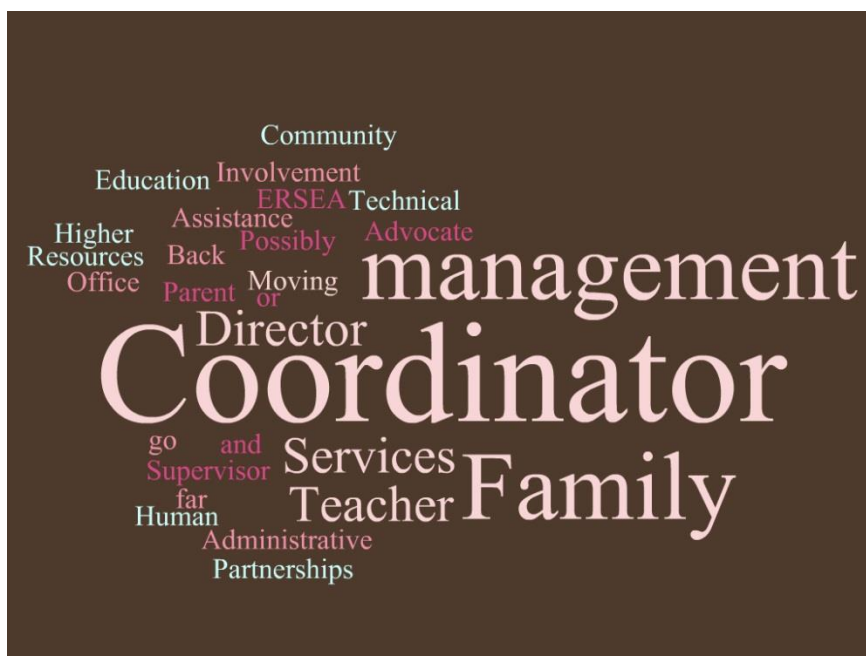 Community
Education Involvement
ERSEA Technical
Assistance
Higher Possibly Advocate
Resources Back management
Office Parent or Moving
Director
Coordinator
go and Services
Supervisor Family
far Teacher
Human
Administrative
Partnerships